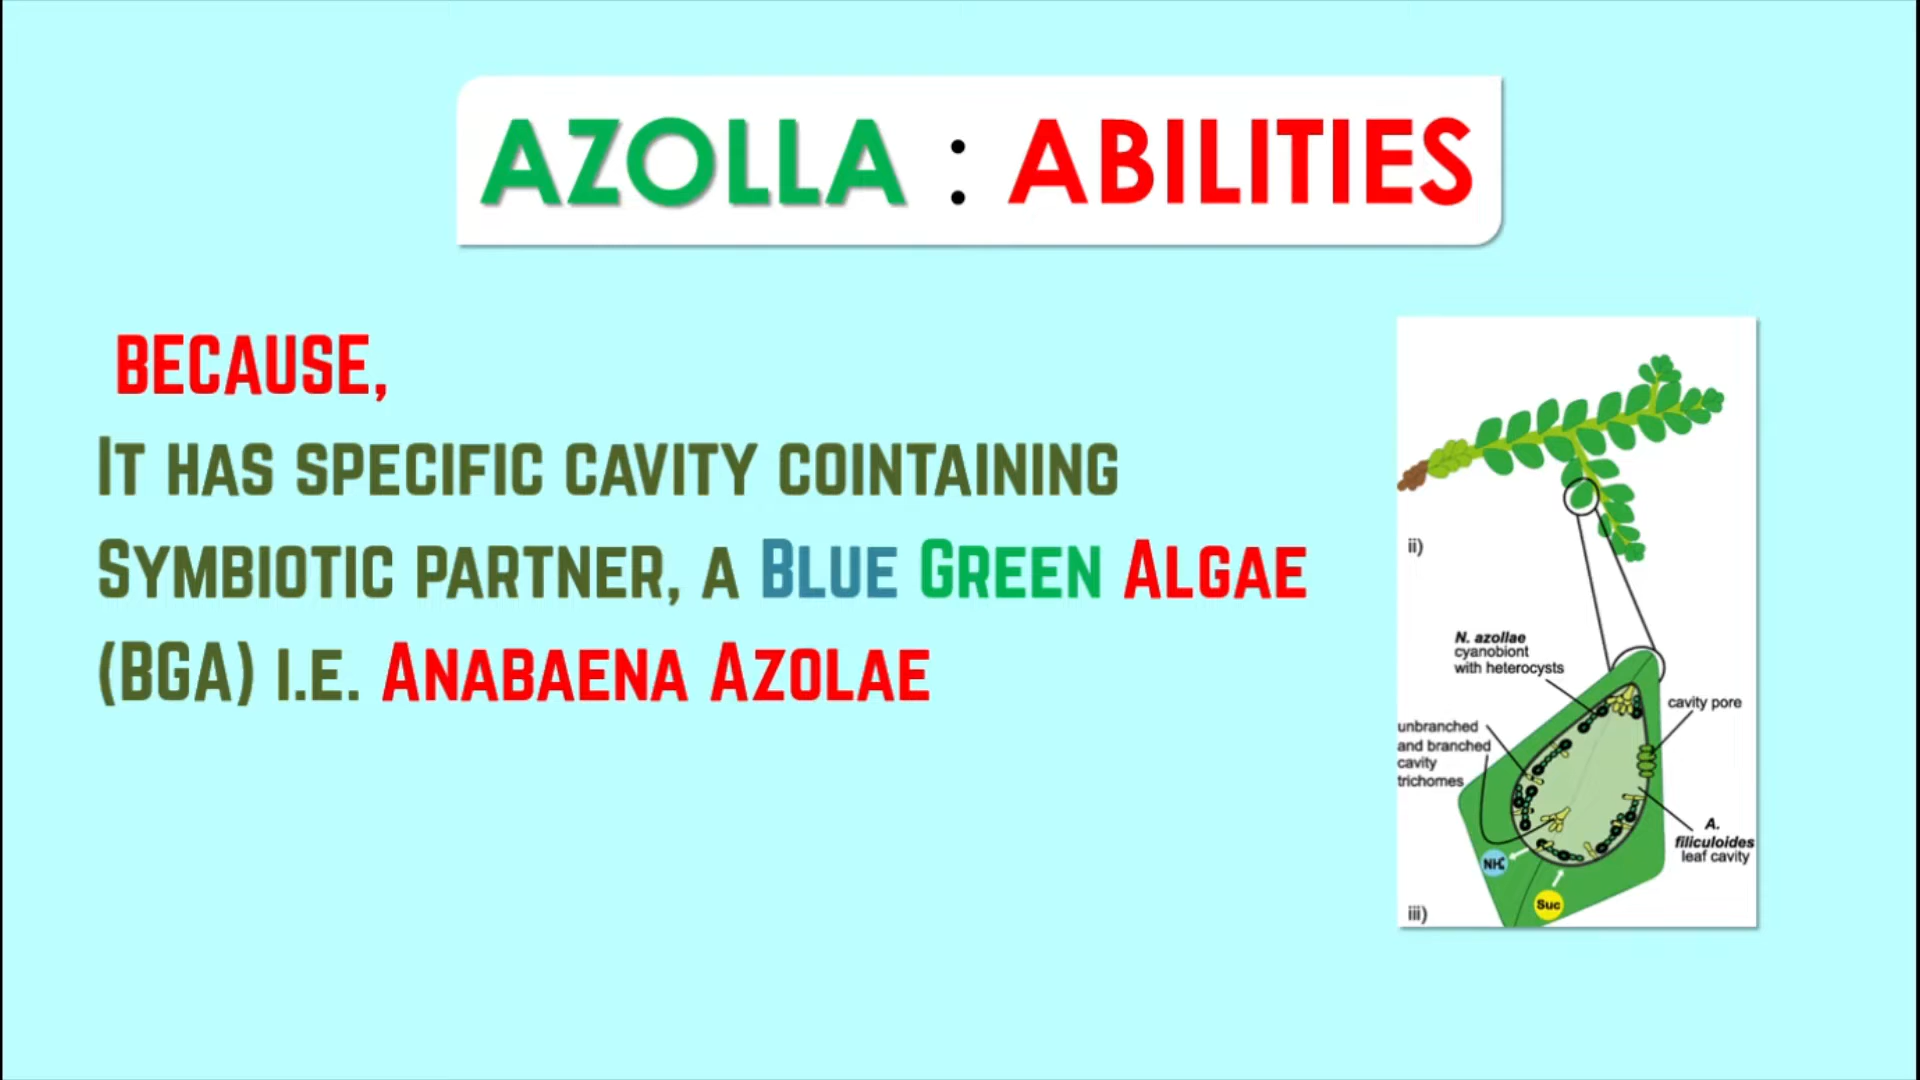 AZOLLA : ABILITIES
BECAUSE,
IT HAS SPECIFIC CAVITY COINTAINING
SYMBIOTIC PARTNER, A BLUE GREEN ALGAE
(BGA) I.E. ANABAENA AZOLAE
ii)
N. azollae
cyanobiont
with heterocysts
cavity pore
unbranched
and branched
cavity
trichomes
A.
filiculoides
leaf cavity
Suc
iii)